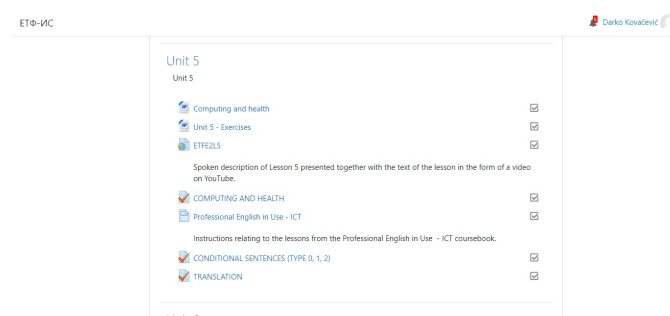 ЕТФ-ИС
Darko Kovačević
Unit 5
Unit 5
Computing and health
Unit 5 - Exercises
ETFE2L5
Spoken description of Lesson 5 presented together with the text of the lesson in the form of a video
on YouTube.
COMPUTING AND HEALTH
Professional English in Use - ICT
Instructions relating to the lessons from the Professional English in Use - ICT coursebook.
CONDITIONAL SENTENCES (TYPE 0, 1, 2)
TRANSLATION